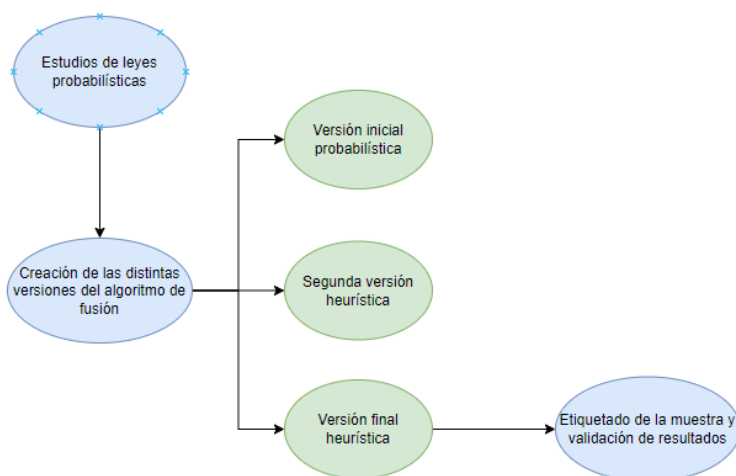 Estudios de leyes
probabilísticas
Versión inicial
probabilística
Creación de las distintas
versiones del algoritmo de
fusión
Segunda versión
heurística
Versión final
heurística
Etiquetado de la muestra y
validación de resultados